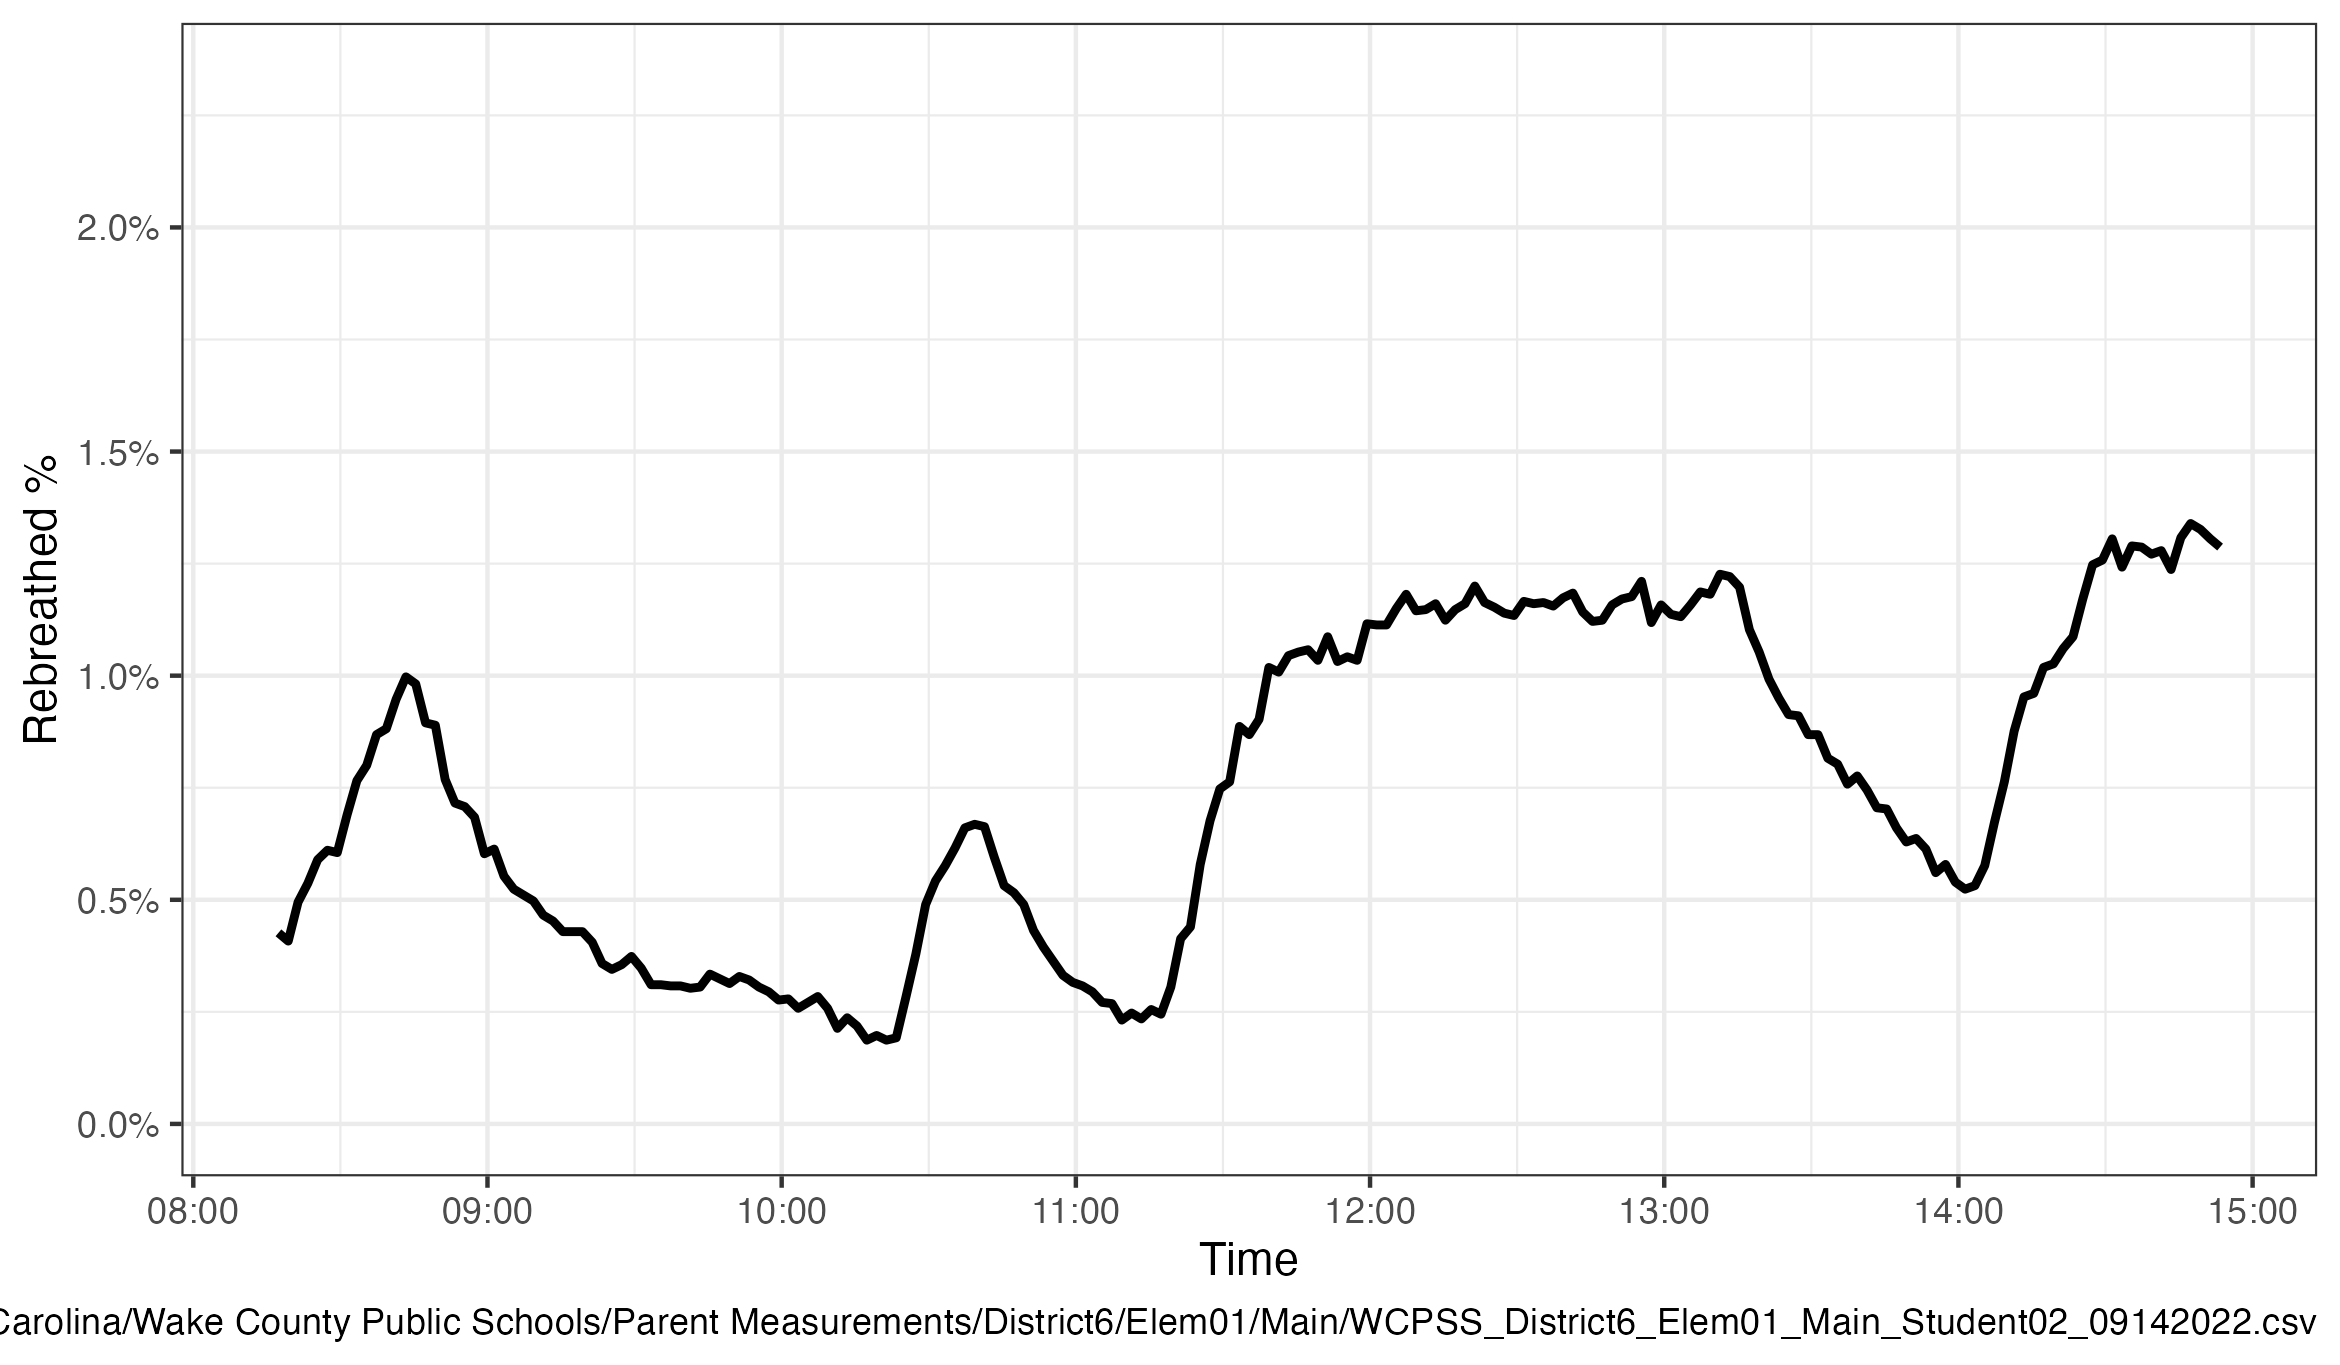 2.0%
1.5%
1.0%
0.5%
0.0%
Rebreathed %
08:00 09:00 10:00 11:00 12:00 13:00 14:00 15:00
Time
Carolina/Wake County Public Schools/Parent Measurements/District6/Elem01/Main/WCPSS_District6_Elem01_Main_Student02_09142022.csv